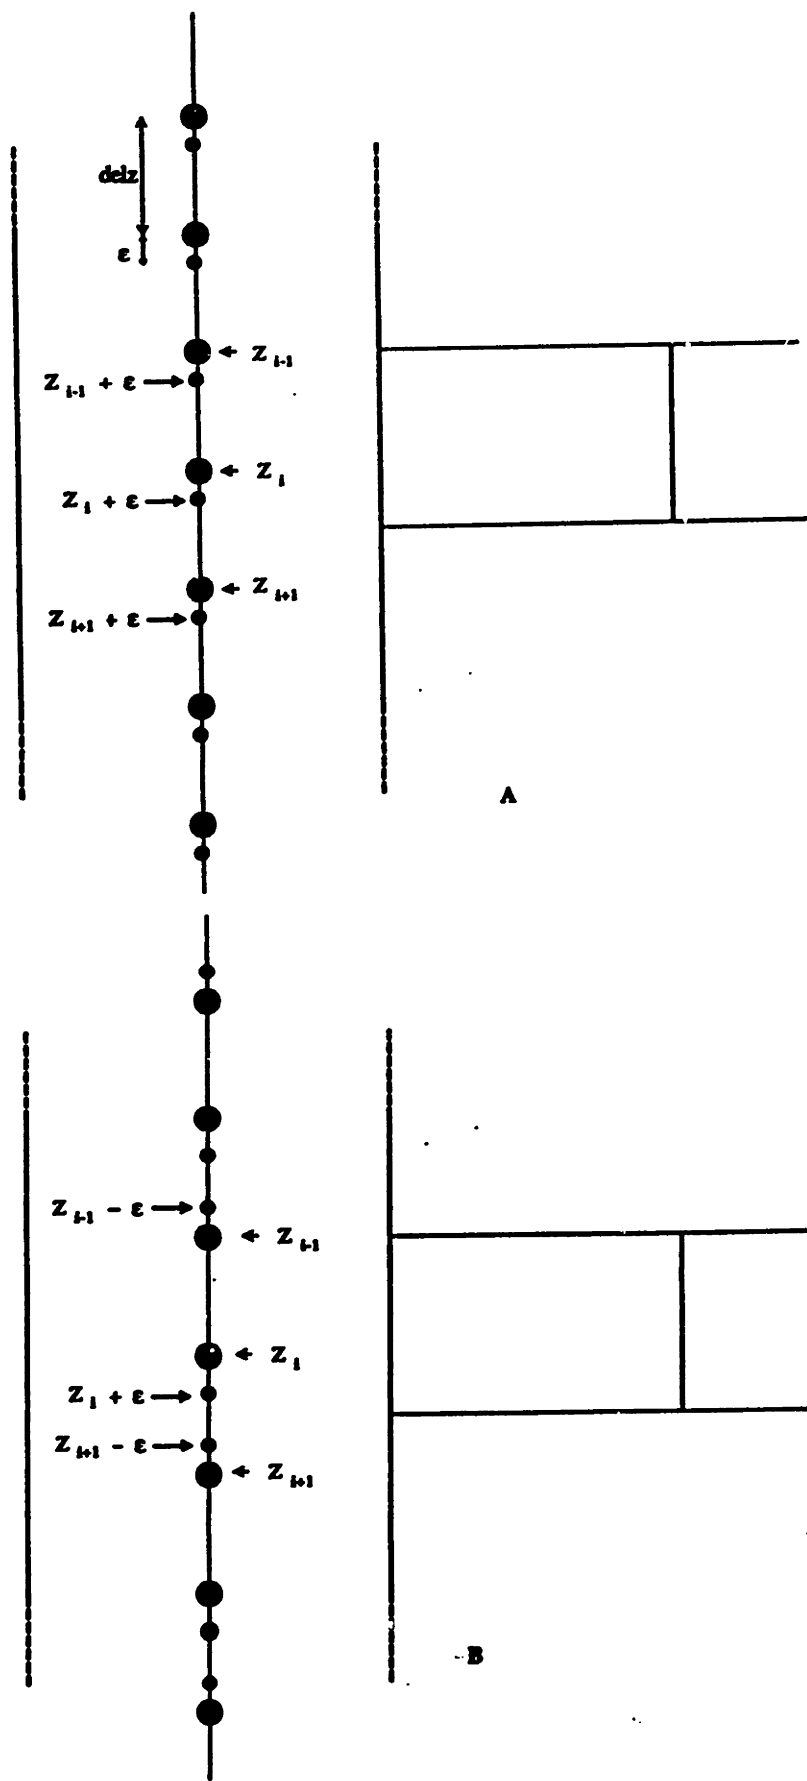 delz
ε
Z i-1
Z i-1 + ε
Z i
Z i + ε
Z i+1
Z i+1 + ε
A
Z i-1 - ε
Z i-1
Z i
Z i + ε
Z i+1 - ε
Z i+1
B